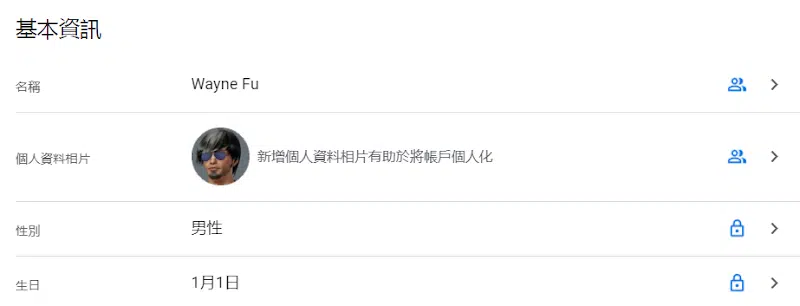 基本資訊
名稱
Wayne Fu
個人資料相片
新增個人資料相片有助於將帳戶個人化
性別
男性
生日
1月1日